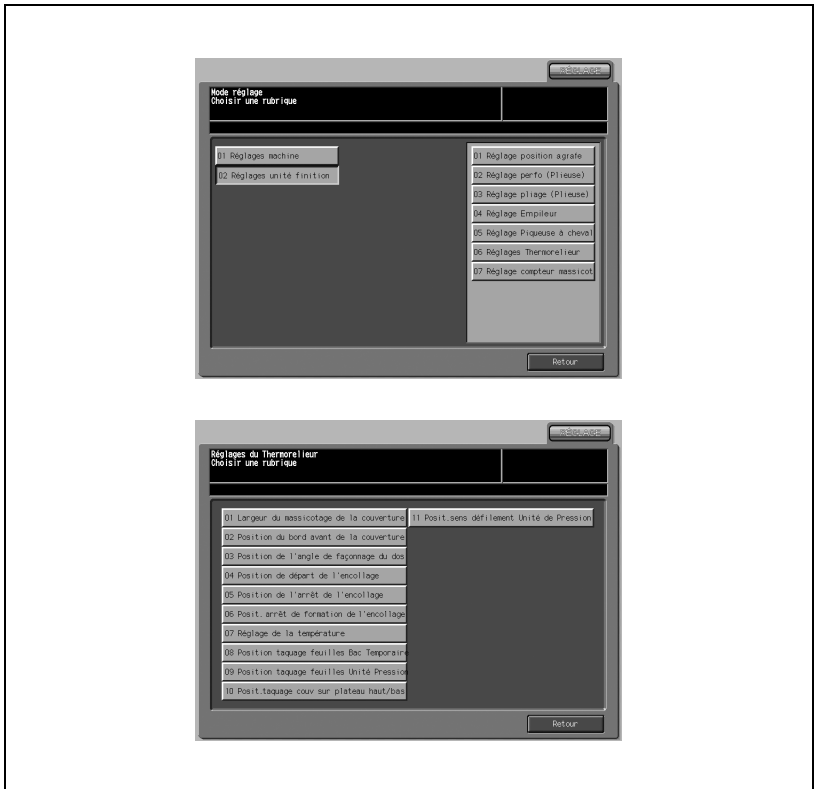 RÉGLAGE
Mode réglage
Choisir une rubrique
01 Réglages machine
02 Réglages unité finition
01 Réglage position agrafe
02 Réglage perfo (Plieuse)
03 Réglage pliage (Plieuse)
04 Réglage Empileur
05 Réglage Piqueuse à cheval
06 Réglages Thermorelieur
07 Réglage compteur massicot
Retour
RÉGLAGE
Réglages du Thermorelieur
Choisir une rubrique
01 Largeur du massicotage de la couverture
02 Position du bord avant de la couverture
03 Position de l'angle de façonnage du dos
04 Position de départ de l'encollage
05 Position de l'arrêt de l'encollage
06 Posit. arrêt de formation de l'encollage
07 Réglage de la température
08 Position taquage feuilles Bac Temporaire
09 Position taquage feuilles Unité Pression
10 Posit.taquage couv sur plateau haut/bas
11 Posit.sens défilement Unité de Pression
Retour